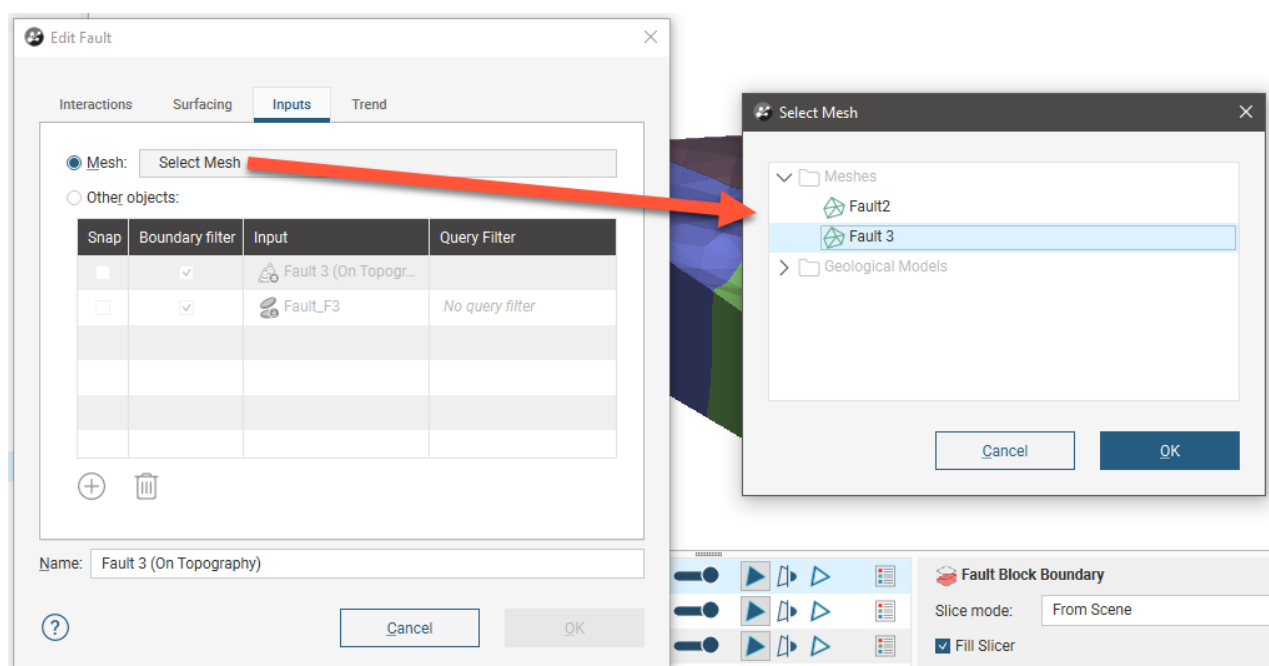 Edit Fault
Interactions Surfacing Inputs Trend
Mesh: Select Mesh
Other objects:
Snap Boundary filter Input Query Filter
Fault 3 (On Topogr...
Fault_F3 No query filter
Name: Fault 3 (On Topography)
Cancel OK
Select Mesh
Meshes
Fault2
Fault 3
Geological Models
Cancel OK
Fault Block Boundary
Slice mode: From Scene
Fill Slicer